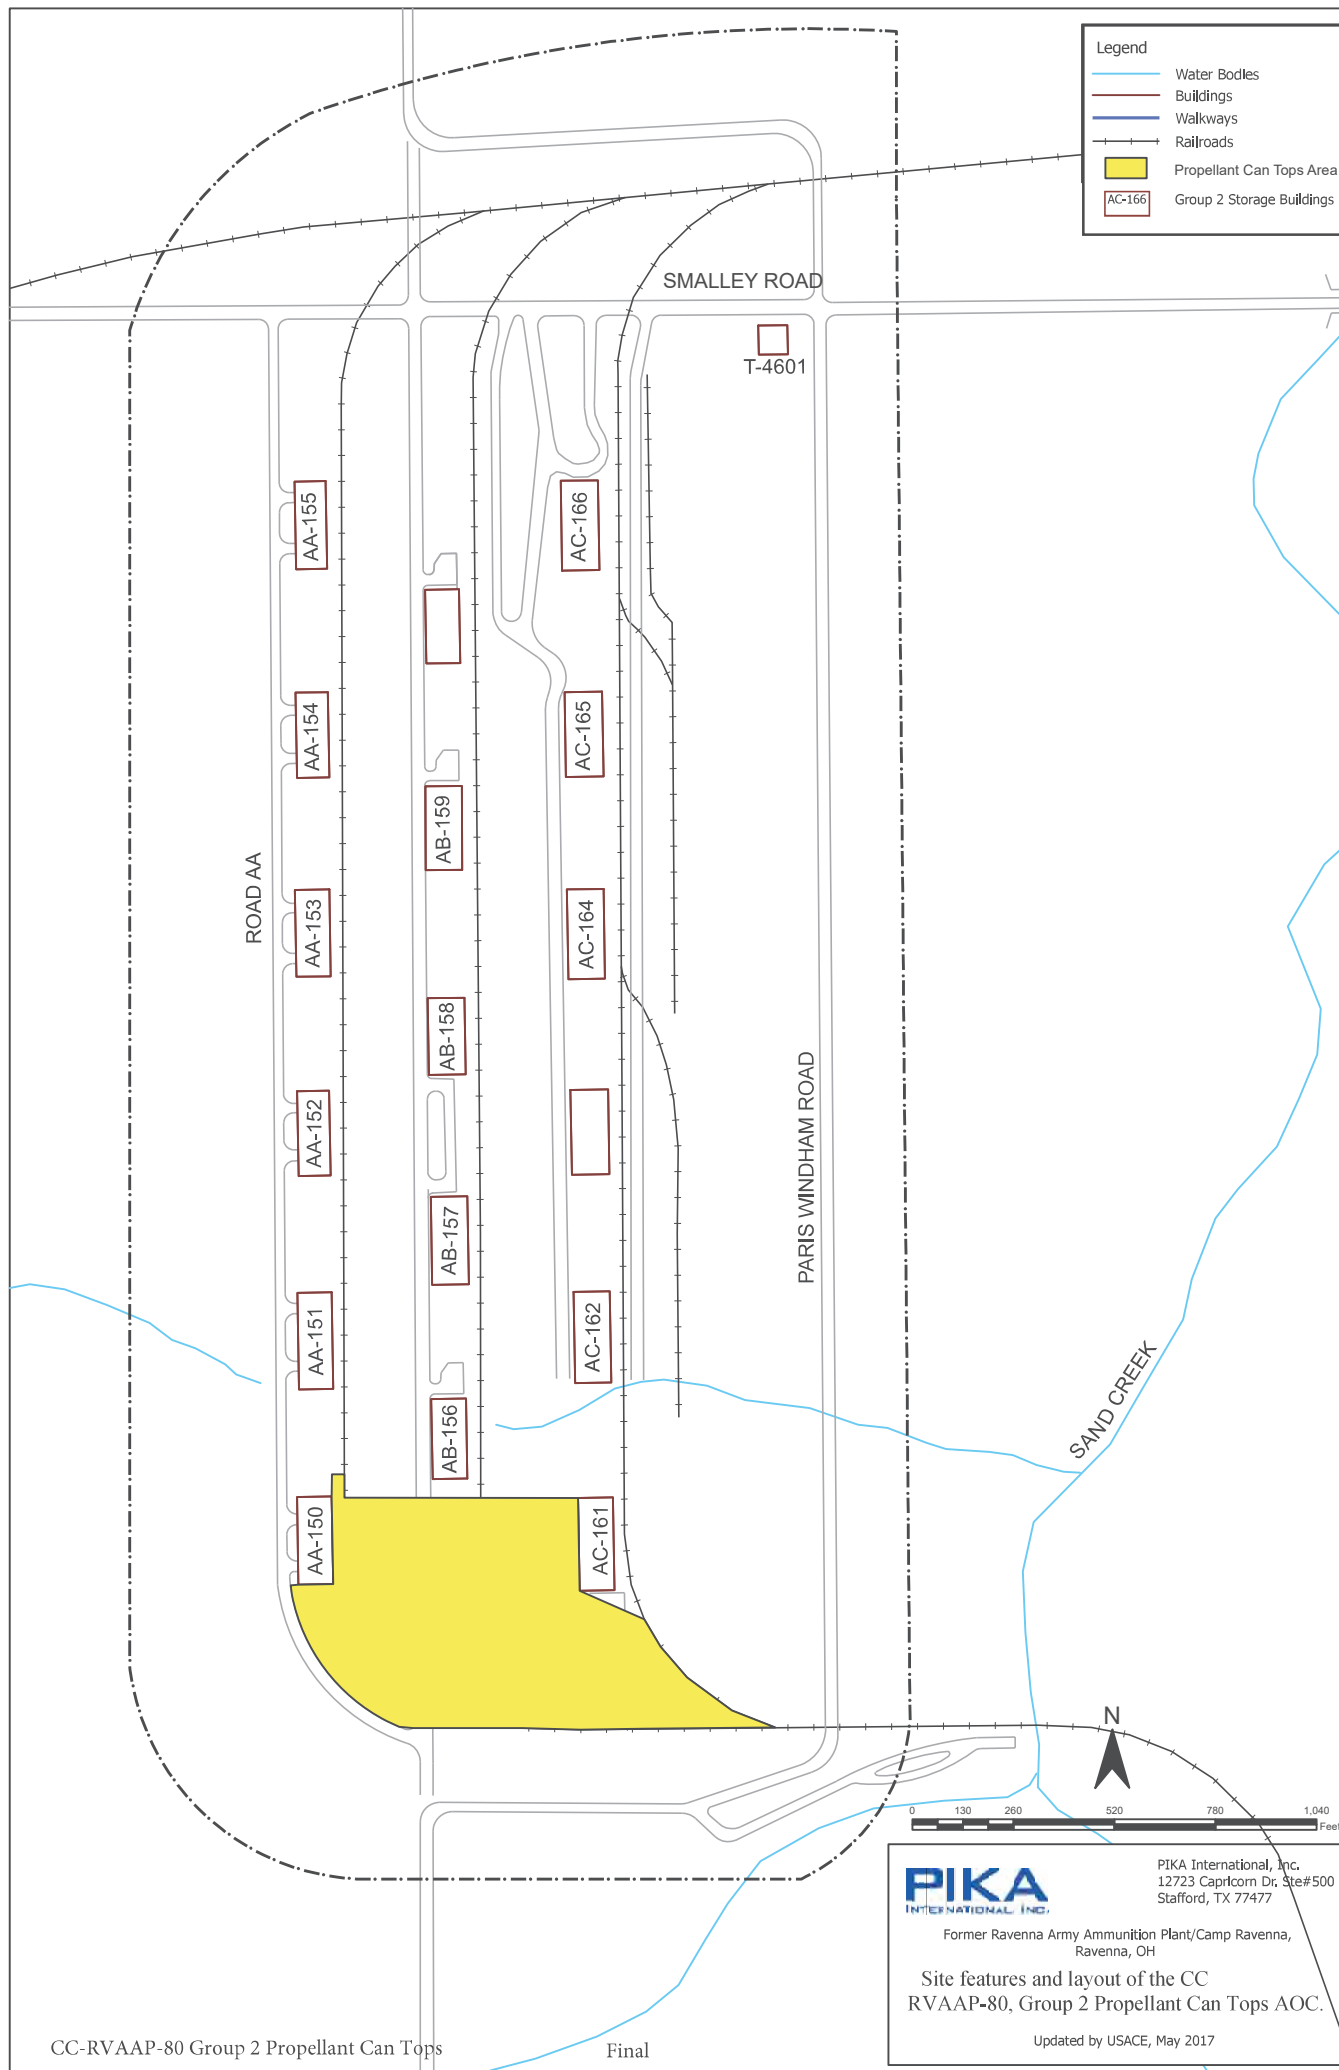 Legend
Water Bodies
Buildings
Walkways
Railroads
Propellant Can Tops Area
AC-166
Group 2 Storage Buildings
SMALLEY ROAD
T-4601
AA-155
AC-166
AA-154
AC-165
AB-159
ROAD AA
AA-153
AC-164
AB-158
PARIS WINDHAM ROAD
AA-152
AB-157
AA-151
AC-162
SAND CREEK
AB-156
AA-150
AC-161
N
0 130 260 520 780 1,040
Feet
PIKA
INTERNATIONAL, INC.
PIKA International, Inc.
12723 Capricorn Dr. Ste#500
Stafford, TX 77477
Former Ravenna Army Ammunition Plant/Camp Ravenna,
Ravenna, OH
Site features and layout of the CC
RVAAP-80, Group 2 Propellant Can Tops AOC.
Updated by USACE, May 2017
CC-RVAAP-80 Group 2 Propellant Can Tops
Final